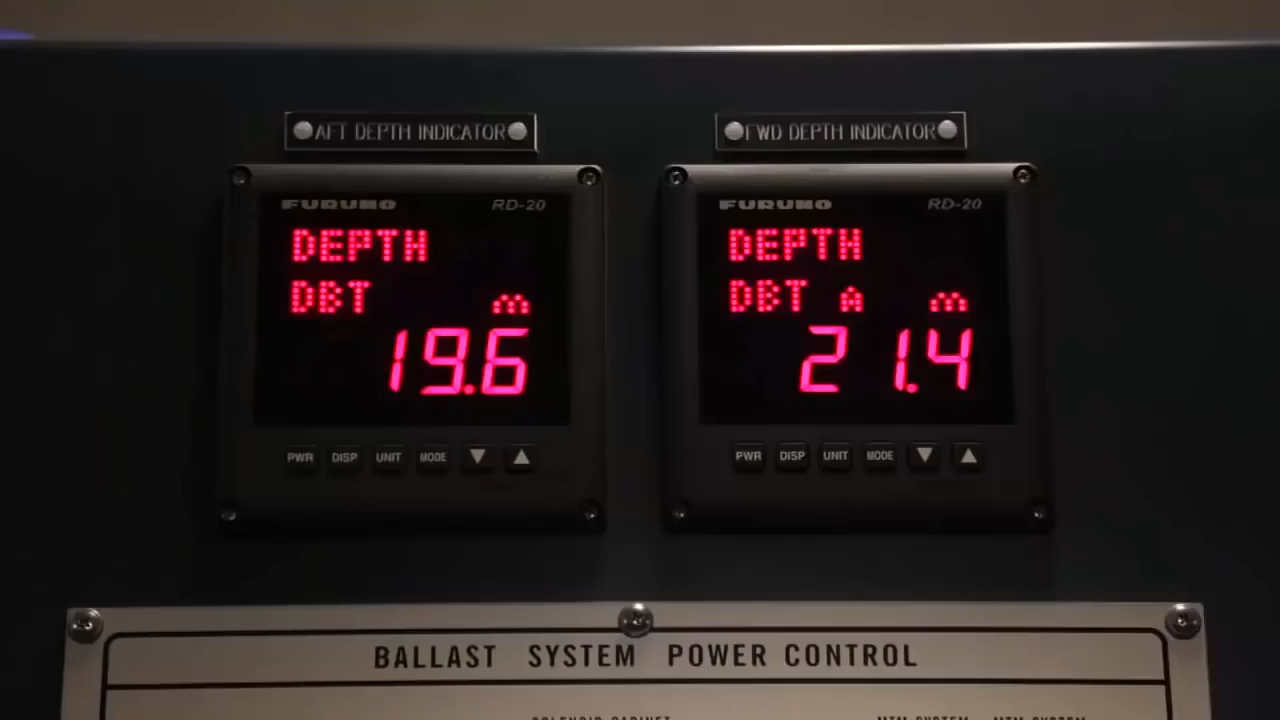 AFT DEPTH INDICATOR
FURUNO RD-20
DEPTH
DBT m
19.6
PWR DISP UNIT MODE ▼ ▲
FWD DEPTH INDICATOR
FURUNO RD-20
DEPTH
DBT A m
21.4
PWR DISP UNIT MODE ▼ ▲
BALLAST SYSTEM POWER CONTROL